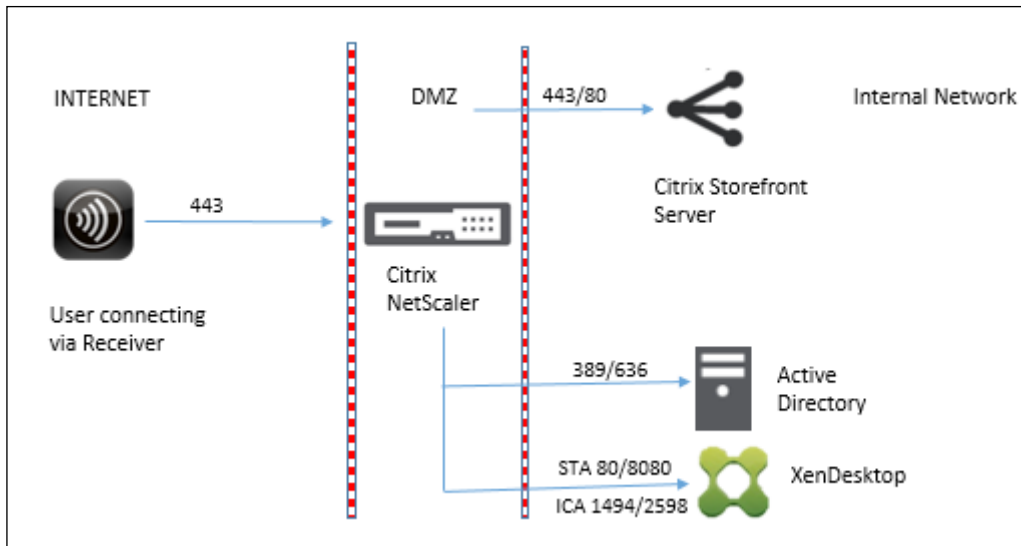 INTERNET
DMZ
443/80
Internal Network
Citrix Storefront
Server
443
Citrix
NetScaler
User connecting
via Receiver
389/636
Active
Directory
STA 80/8080
XenDesktop
ICA 1494/2598